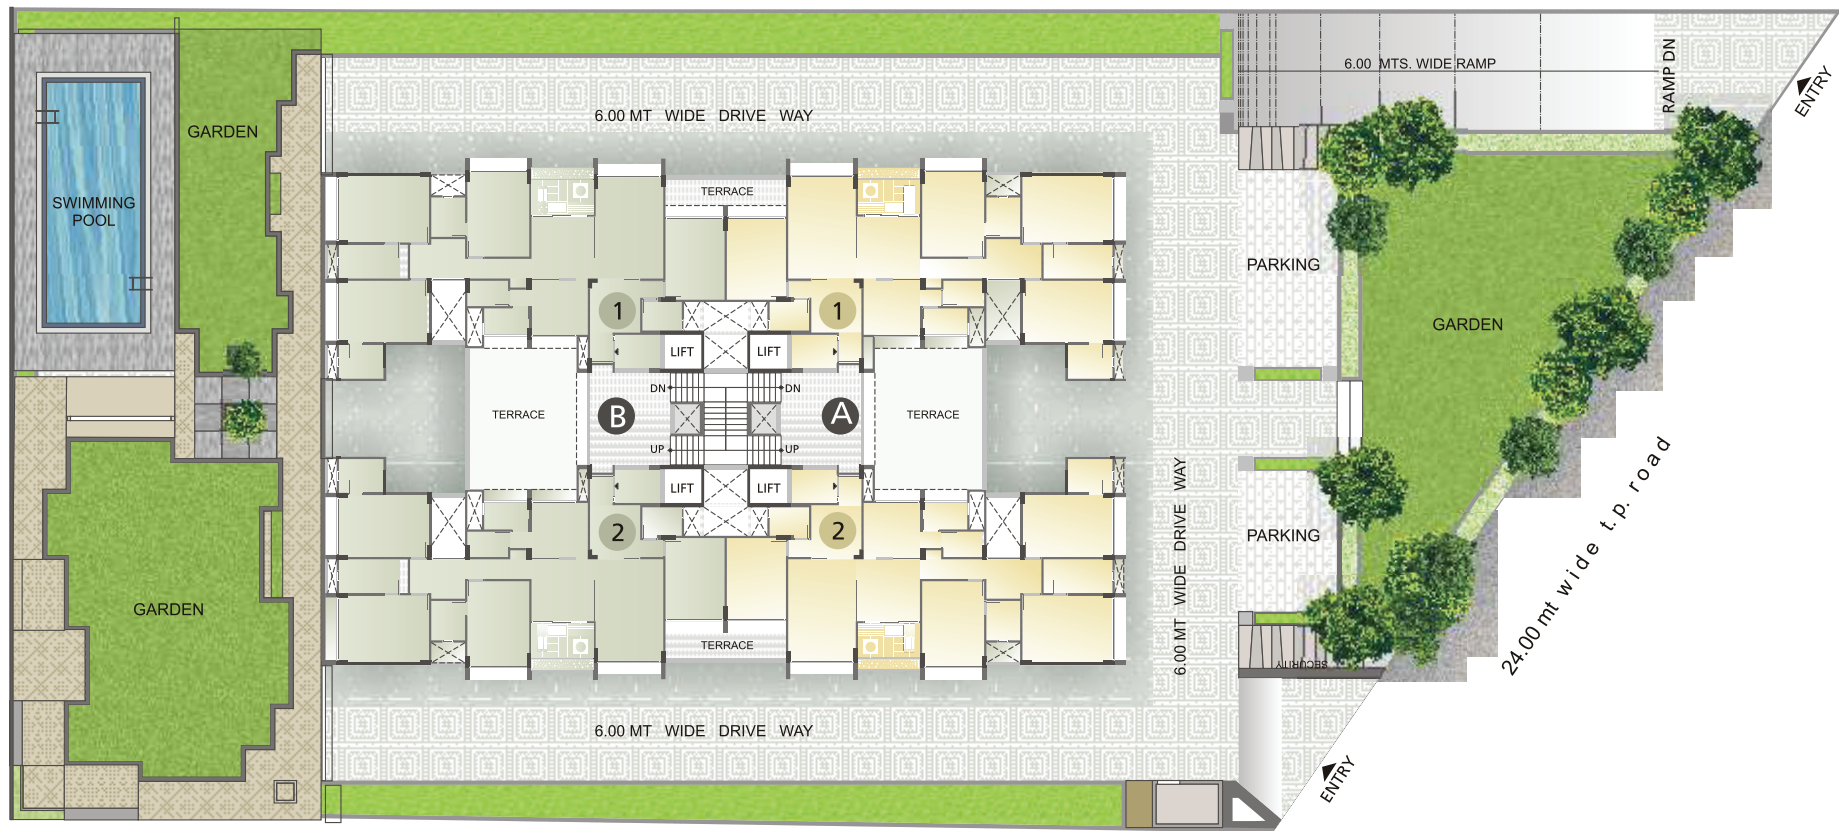 6.00 MTS. WIDE RAMP
RAMP DN
ENTRY
6.00 MT WIDE DRIVE WAY
GARDEN
SWIMMING
POOL
TERRACE
TERRACE
PARKING
GARDEN
1
1
LIFT
LIFT
DN
DN
B
A
TERRACE
TERRACE
UP
UP
LIFT
LIFT
2
2
6.00 MT WIDE DRIVE WAY
PARKING
24.00 mt wide t.p. road
GARDEN
SECURITY
6.00 MT WIDE DRIVE WAY
ENTRY